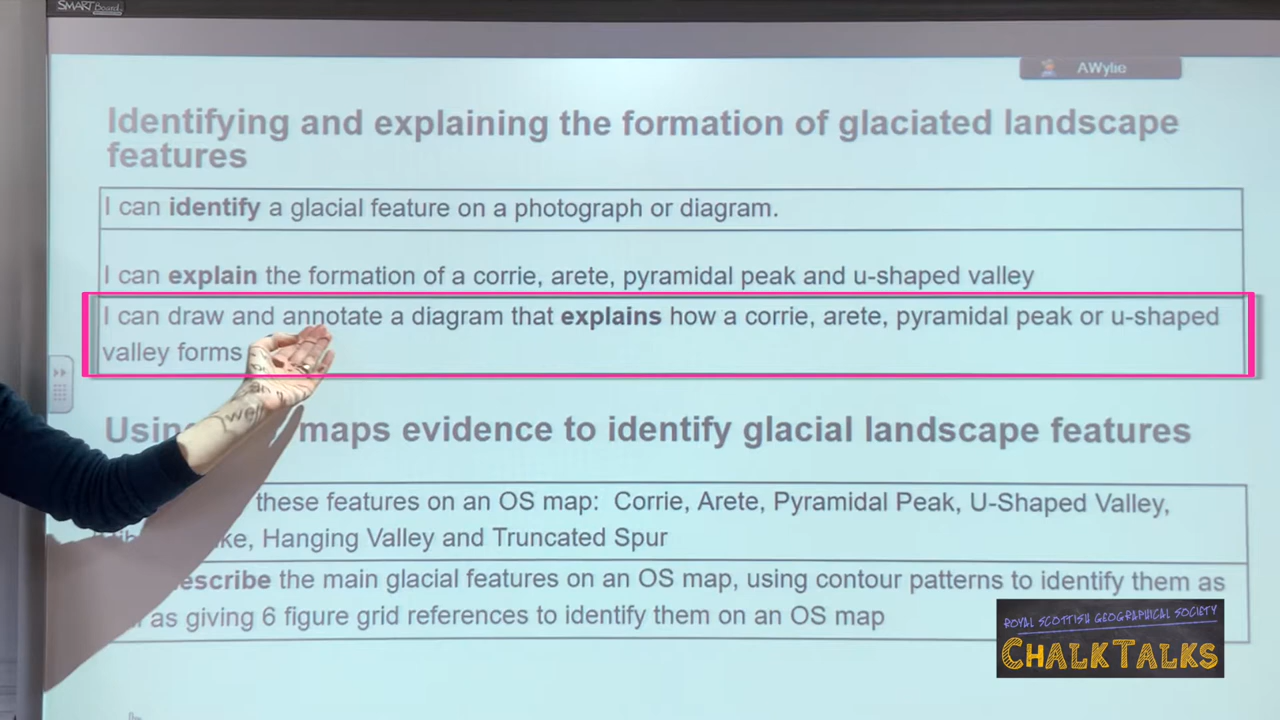 SMART Board
AWylie
Identifying and explaining the formation of glaciated landscape
features
I can identify a glacial feature on a photograph or diagram.
I can explain the formation of a corrie, arete, pyramidal peak and u-shaped valley
I can draw and annotate a diagram that explains how a corrie, arete, pyramidal peak or u-shaped
valley forms
maps evidence to identify glacial landscape features
these features on an OS map: Corrie, Arete, Pyramidal Peak, U-Shaped Valley,
Hanging Valley and Truncated Spur
the main glacial features on an OS map, using contour patterns to identify them as
as giving 6 figure grid references to identify them on an OS map
ROYAL SCOTTISH GEOGRAPHICAL SOCIETY
CHALKTALKS